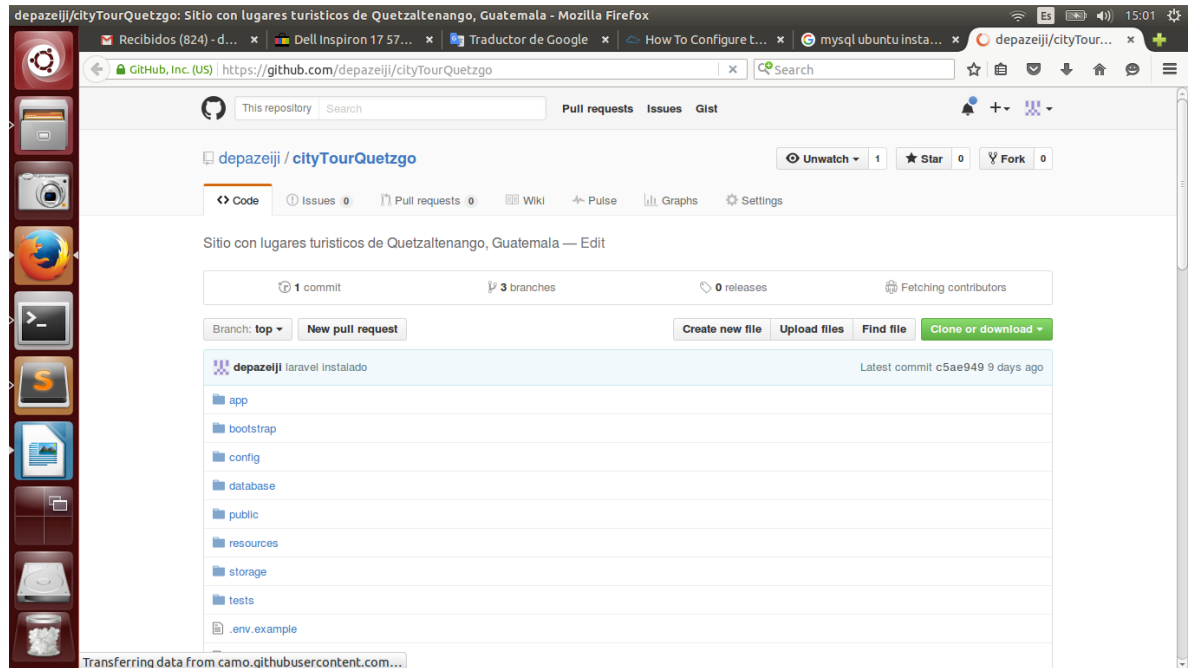 depazeiji/cityTourQuetzgo: Sitio con lugares turisticos de Quetzaltenango, Guatemala - Mozilla Firefox Es 15:01
Recibidos (824) - d... × Dell Inspiron 17 57... × Traductor de Google × How To Configure t... × mysql ubuntu insta... × depazeiji/cityTour... ×
GitHub, Inc. (US) https://github.com/depazeiji/cityTourQuetzgo Search
This repository Search Pull requests Issues Gist
depazeiji / cityTourQuetzgo Unwatch 1 Star 0 Fork 0
Code Issues 0 Pull requests 0 Wiki Pulse Graphs Settings
Sitio con lugares turisticos de Quetzaltenango, Guatemala — Edit
1 commit 3 branches 0 releases Fetching contributors
Branch: top New pull request Create new file Upload files Find file Clone or download
depazeiji laravel instalado Latest commit c5ae949 9 days ago
app
bootstrap
config
database
public
resources
storage
tests
.env.example
Transferring data from camo.githubusercontent.com...